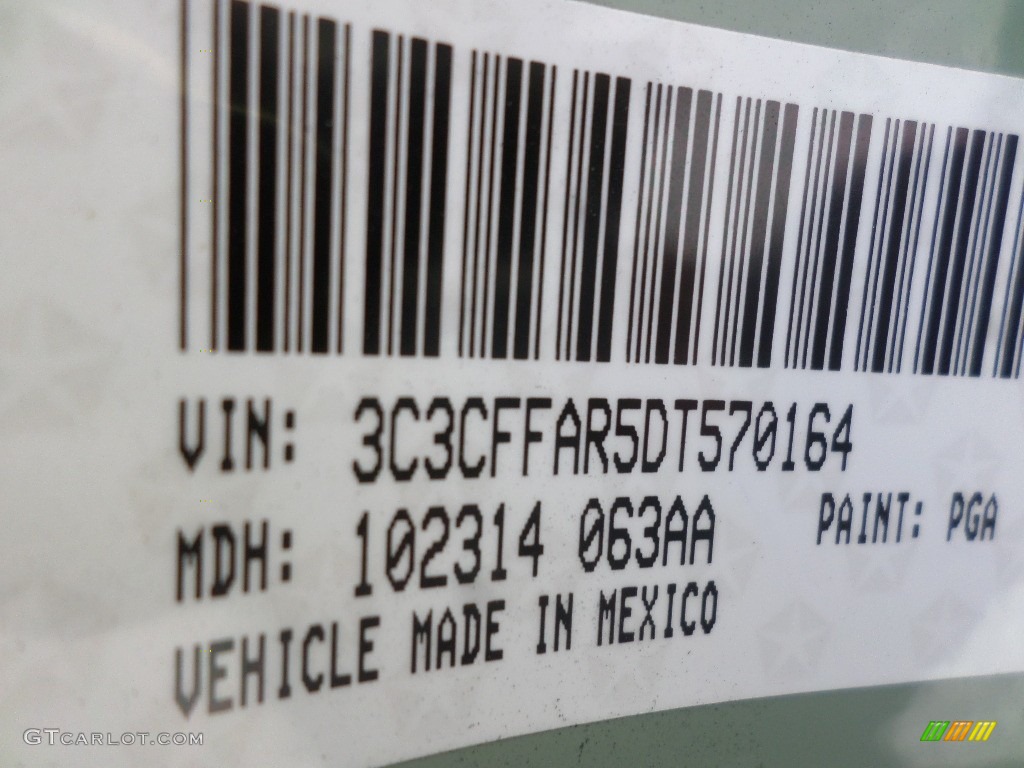 VIN: 3C3CFFAR5DT570164
MDH: 102314 063AA PAINT: PGA
VEHICLE MADE IN MEXICO
GTCARLOT.COM